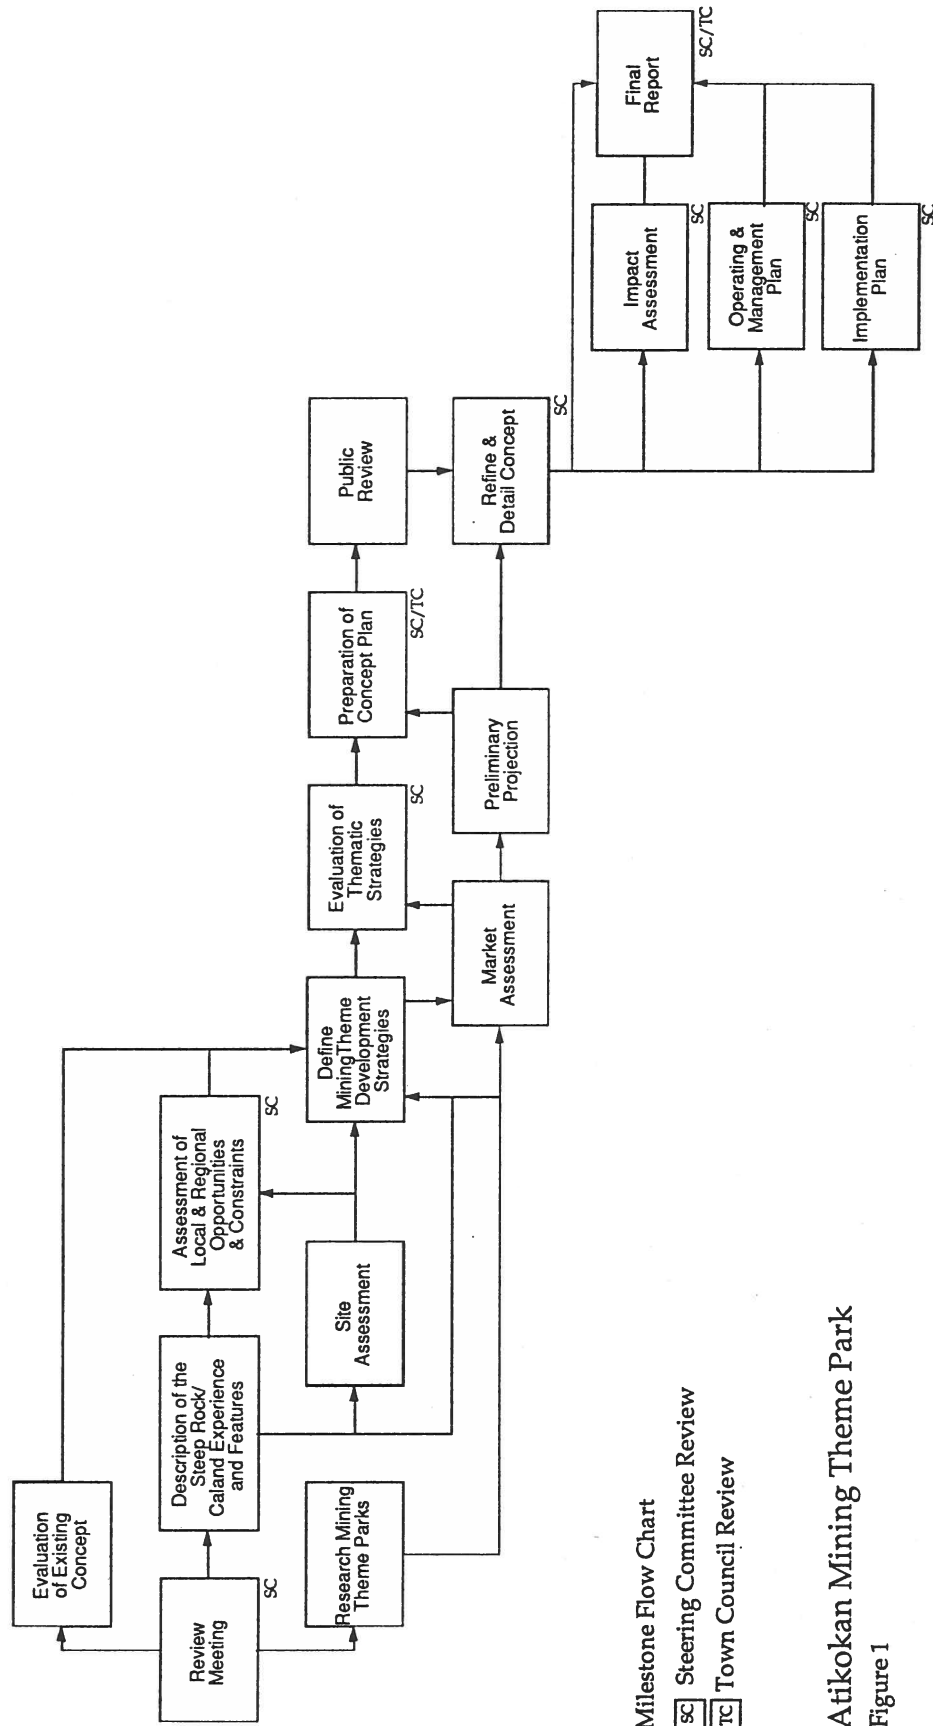 Evaluation
of Existing
Concept
Review
Meeting
SC
Description of the
Steep Rock/
Caland Experience
and Features
Research Mining
Theme Parks
Assessment of
Local & Regional
Opportunities
& Constraints
SC
Site
Assessment
Define
MiningTheme
Development
Strategies
Market
Assessment
Evaluation of
Thematic
Strategies
SC
Preliminary
Projection
Preparation of
Concept Plan
SC/TC
Public
Review
Refine &
Detail Concept
SC
Impact
Assessment
SC
Operating &
Management
Plan
SC
Implementation
Plan
SC
Final
Report
SC/TC
Milestone Flow Chart
SC Steering Committee Review
TC Town Council Review
Atikokan Mining Theme Park
Figure 1